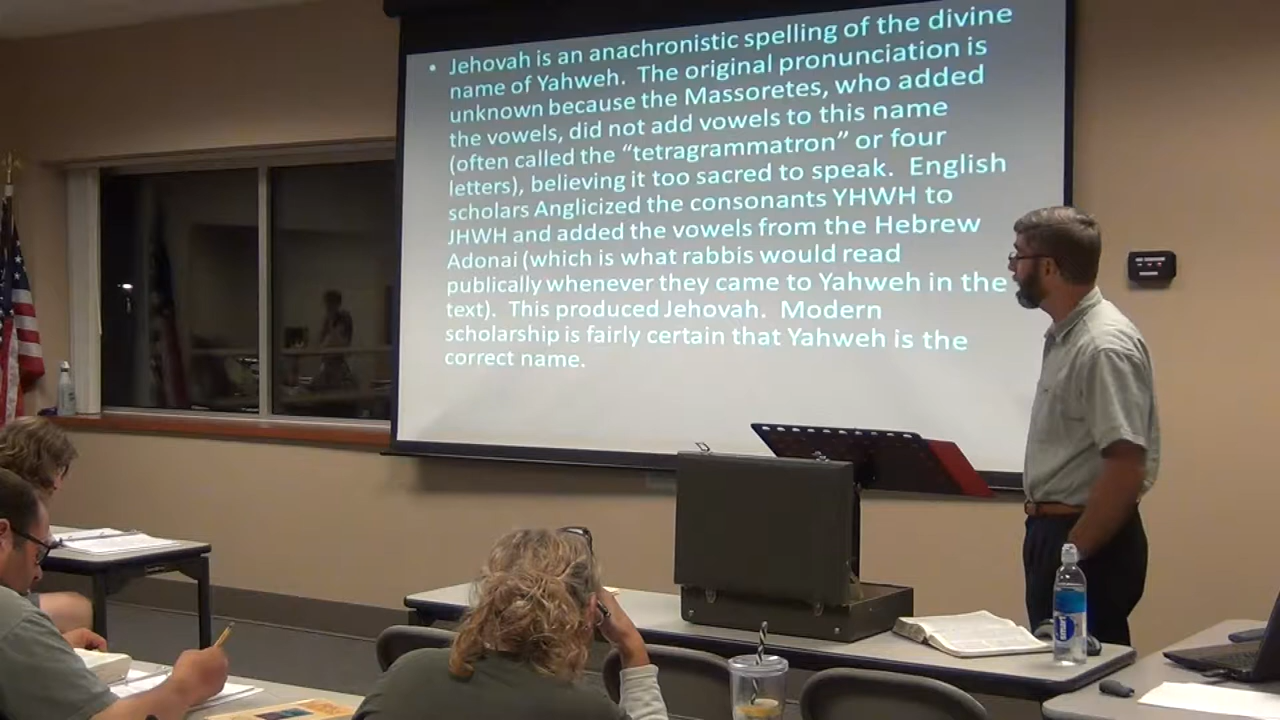 • Jehovah is an anachronistic spelling of the divine
name of Yahweh. The original pronunciation is
unknown because the Massoretes, who added
the vowels, did not add vowels to this name
(often called the “tetragrammatron” or four
letters), believing it too sacred to speak. English
scholars Anglicized the consonants YHWH to
JHWH and added the vowels from the Hebrew
Adonai (which is what rabbis would read
publically whenever they came to Yahweh in the
text). This produced Jehovah. Modern
scholarship is fairly certain that Yahweh is the
correct name.
smart